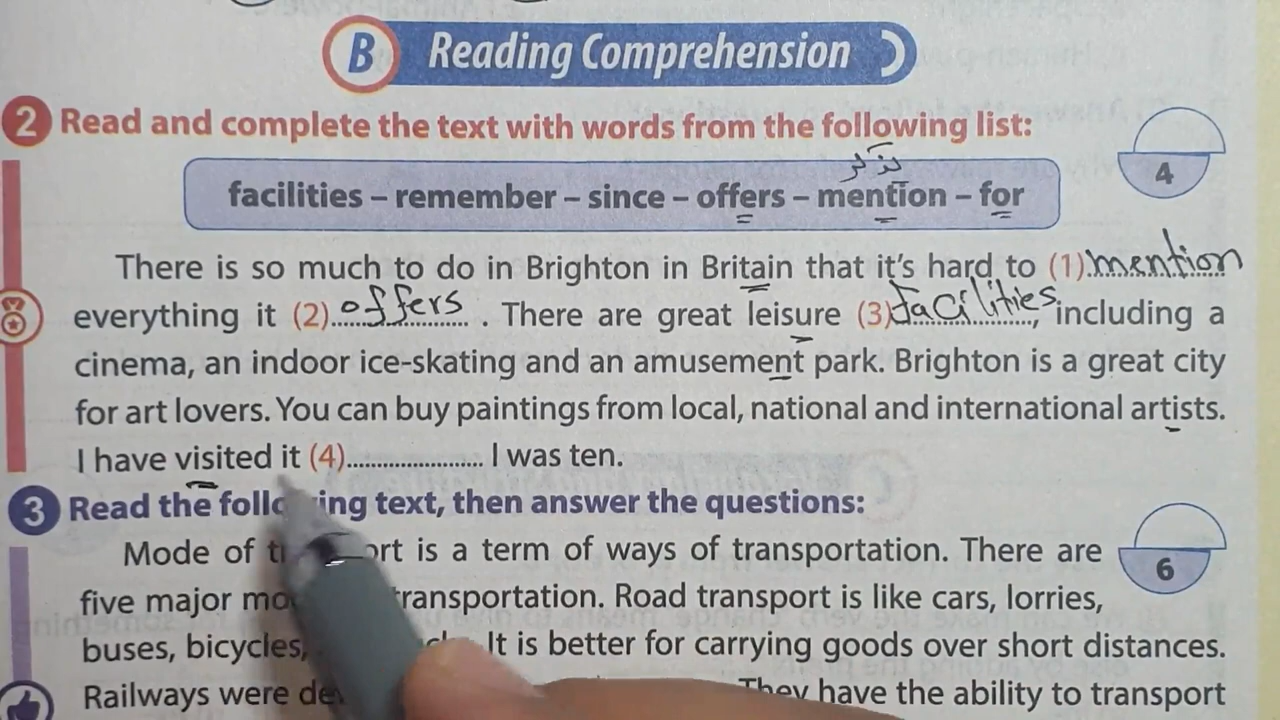 B Reading Comprehension
2 Read and complete the text with words from the following list:
4
يذكر
facilities – remember – since – offers – mention – for
There is so much to do in Brighton in Britain that it's hard to (1) mention
everything it (2) offers . There are great leisure (3) facilities, including a
cinema, an indoor ice-skating and an amusement park. Brighton is a great city
for art lovers. You can buy paintings from local, national and international artists.
I have visited it (4)........................ I was ten.
3 Read the following text, then answer the questions:
6
Mode of is a term of ways of transportation. There are
five major transportation. Road transport is like cars, lorries,
buses, bicycles, It is better for carrying goods over short distances.
Railways were They have the ability to transport